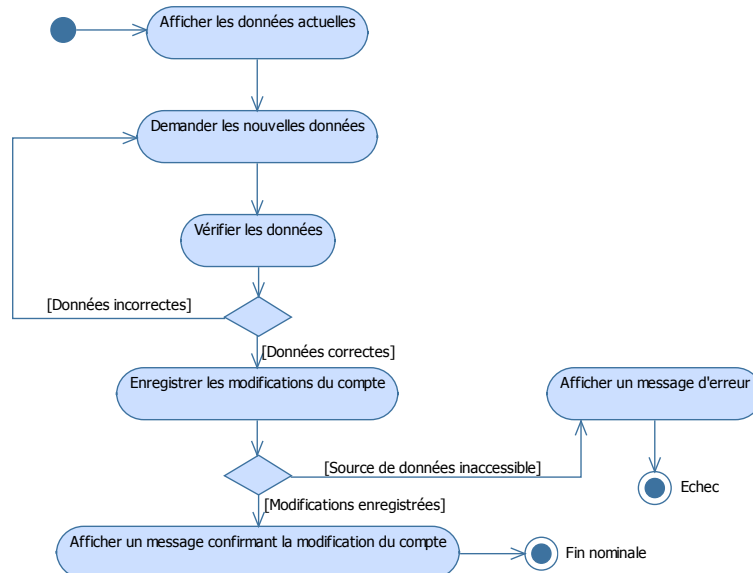 Afficher les données actuelles
Demander les nouvelles données
Vérifier les données
[Données incorrectes]
[Données correctes]
Enregistrer les modifications du compte
Afficher un message d'erreur
[Source de données inaccessible]
Echec
[Modifications enregistrées]
Afficher un message confirmant la modification du compte
Fin nominale